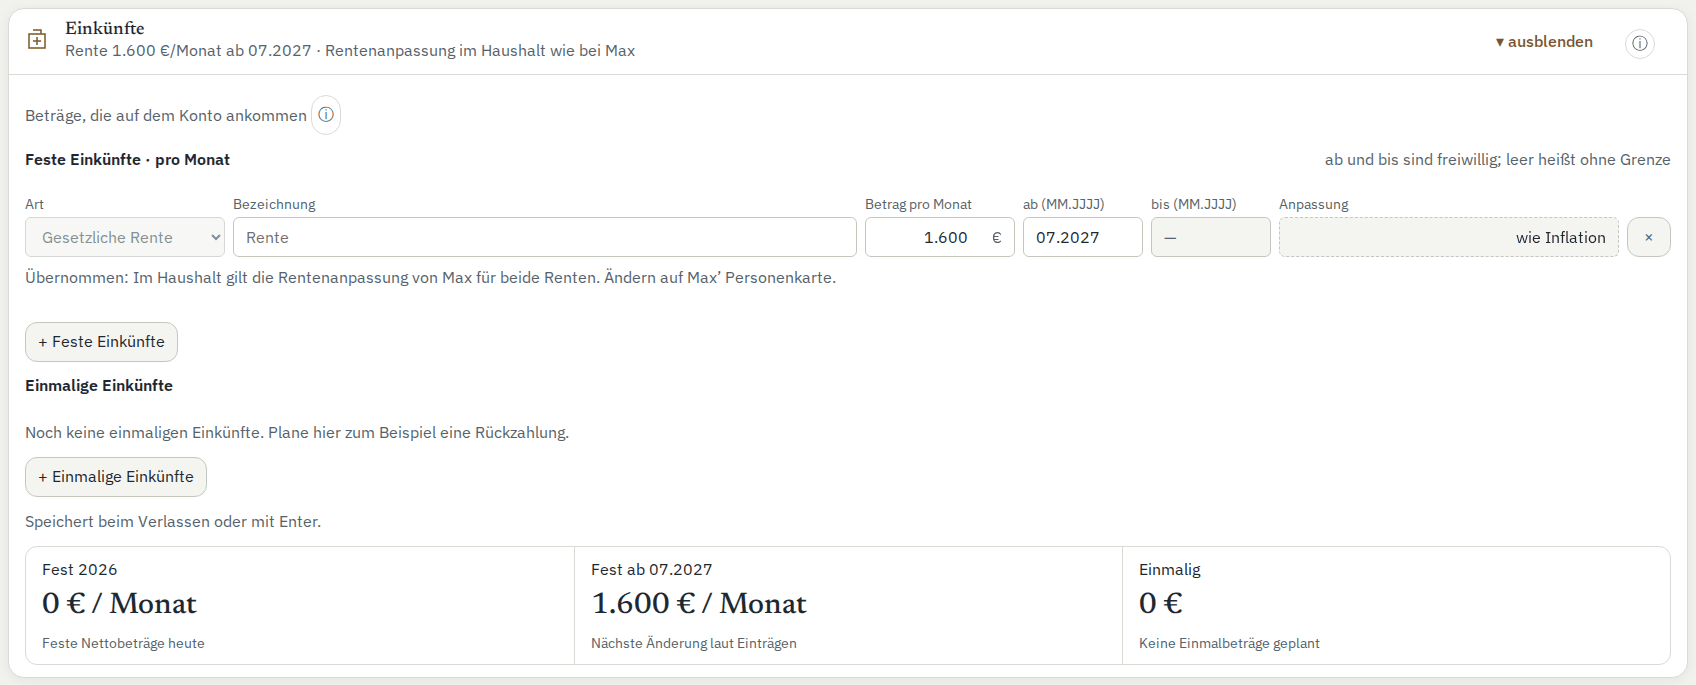 Einkünfte
Rente 1.600 €/Monat ab 07.2027 · Rentenanpassung im Haushalt wie bei Max
▾ ausblenden
ⓘ
Beträge, die auf dem Konto ankommen ⓘ
Feste Einkünfte · pro Monat
ab und bis sind freiwillig; leer heißt ohne Grenze
Art Bezeichnung Betrag pro Monat ab (MM.JJJJ) bis (MM.JJJJ) Anpassung
Gesetzliche Rente Rente 1.600 € 07.2027 — wie Inflation ×
Übernommen: Im Haushalt gilt die Rentenanpassung von Max für beide Renten. Ändern auf Max’ Personenkarte.
+ Feste Einkünfte
Einmalige Einkünfte
Noch keine einmaligen Einkünfte. Plane hier zum Beispiel eine Rückzahlung.
+ Einmalige Einkünfte
Speichert beim Verlassen oder mit Enter.
Fest 2026
0 € / Monat
Feste Nettobeträge heute
Fest ab 07.2027
1.600 € / Monat
Nächste Änderung laut Einträgen
Einmalig
0 €
Keine Einmalbeträge geplant